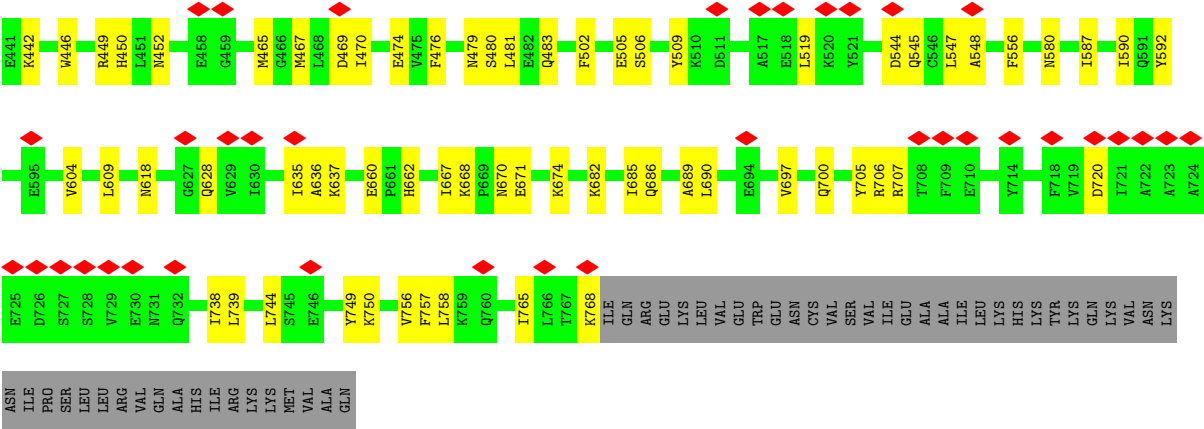 E441 K442 W446 R449 H450 L451 N452 E458 G459 M465 G466 M467 L468 D469 I470 E474 V475 F476 N479 S480 L481 E482 Q483 F502 E505 S506 Y509 K510 D511 A517 E518 L519 K520 Y521 D544 Q545 C546 L547 A548 F556 N580 I587 I590 Q591 Y592
E595 V604 L609 N618 G627 Q628 V629 I630 I635 A636 K637 E660 P661 H662 I667 K668 P669 N670 E671 K674 K682 I685 Q686 A689 L690 E694 V697 Q700 Y705 R706 R707 T708 F709 E710 Y714 F718 V719 D720 I721 A722 A723 A724
E725 D726 S727 S728 V729 E730 N731 Q732 I738 L739 L744 S745 E746 Y749 K750 V756 F757 L758 K759 Q760 I765 L766 T767 K768 ILE GLN ARG GLU LYS LEU VAL GLU TRP GLU ASN CYS VAL SER VAL ILE GLU ALA ALA ILE LEU LYS HIS LYS TYR LYS GLN LYS VAL ASN LYS
ASN ILE PRO SER LEU LEU ARG VAL GLN ALA HIS ILE ARG LYS LYS MET VAL ALA GLN